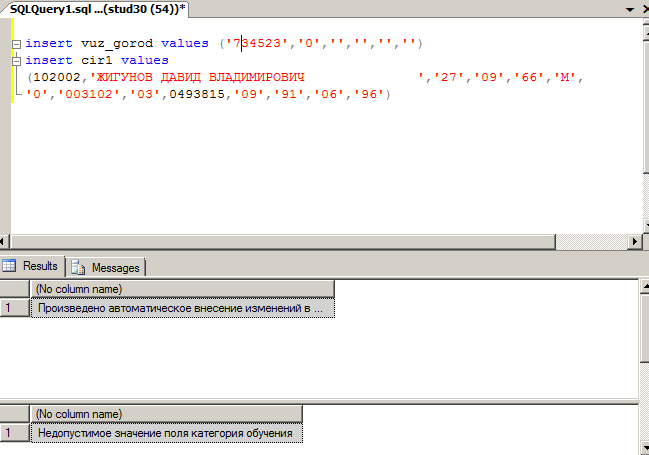 SQLQuery1.sql ...(stud30 (54))*
insert vuz_gorod values ('734523','0','','','','')
insert cir1 values
(102002,'ЖИГУНОВ ДАВИД ВЛАДИМИРОВИЧ ','27','09','66','М',
'0','003102','03',0493815,'09','91','06','96')
Results Messages
(No column name)
1 Произведено автоматическое внесение изменений в ...
(No column name)
1 Недопустимое значение поля категория обучения